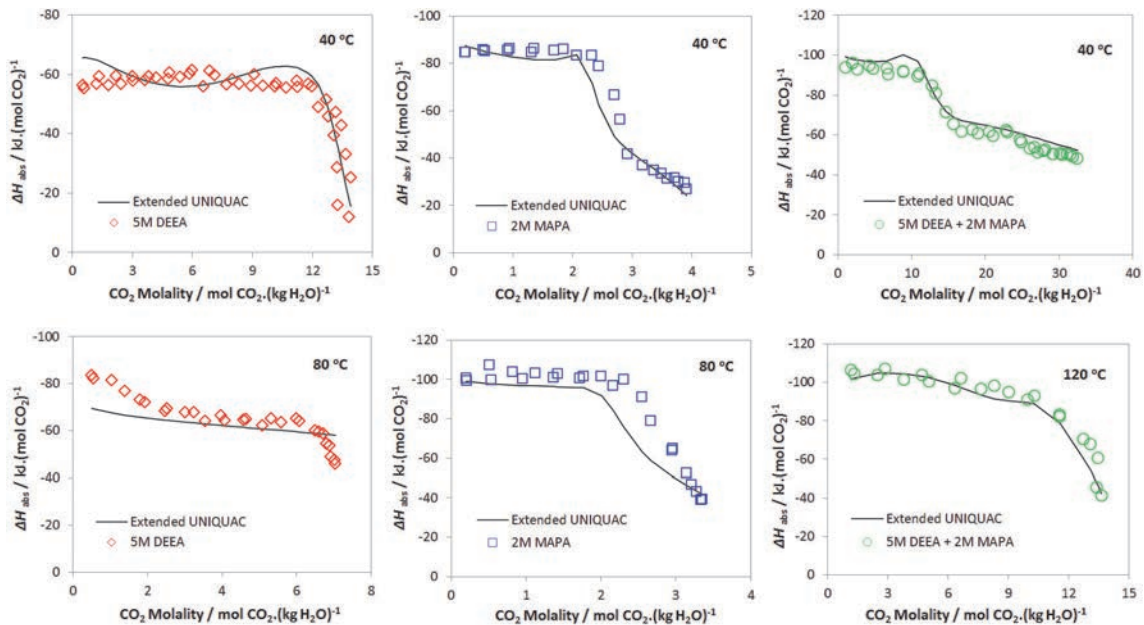 -80
-60
-40
-20
0
40 °C
Extended UNIQUAC
5M DEEA
0 3 6 9 12 15
CO2 Molality / mol CO2.(kg H2O)-1
ΔH abs / kJ.(mol CO2)-1
-100
-80
-60
-40
-20
0
40 °C
Extended UNIQUAC
2M MAPA
0 1 2 3 4 5
CO2 Molality / mol CO2.(kg H2O)-1
ΔH abs / kJ.(mol CO2)-1
-120
-100
-80
-60
-40
-20
0
40 °C
Extended UNIQUAC
5M DEEA + 2M MAPA
0 10 20 30 40
CO2 Molality / mol CO2.(kg H2O)-1
ΔH abs / kJ.(mol CO2)-1
-100
-80
-60
-40
-20
0
80 °C
Extended UNIQUAC
5M DEEA
0 2 4 6 8
CO2 Molality / mol CO2.(kg H2O)-1
ΔH abs / kJ.(mol CO2)-1
-120
-100
-80
-60
-40
-20
0
80 °C
Extended UNIQUAC
2M MAPA
0 1 2 3 4
CO2 Molality / mol CO2.(kg H2O)-1
ΔH abs / kJ.(mol CO2)-1
-120
-100
-80
-60
-40
-20
0
120 °C
Extended UNIQUAC
5M DEEA + 2M MAPA
0 3 6 9 12 15
CO2 Molality / mol CO2.(kg H2O)-1
ΔH abs / kJ.(mol CO2)-1